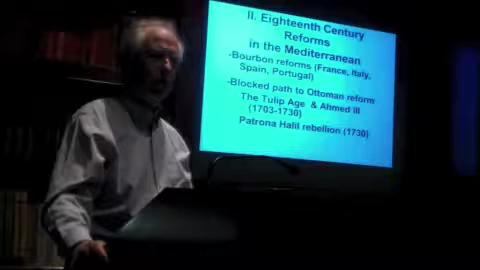 II. Eighteenth Century
Reforms
in the Mediterranean
-Bourbon reforms (France, Italy,
Spain, Portugal)
-Blocked path to Ottoman reform
The Tulip Age & Ahmed III
(1703-1730)
Patrona Halil rebellion (1730)